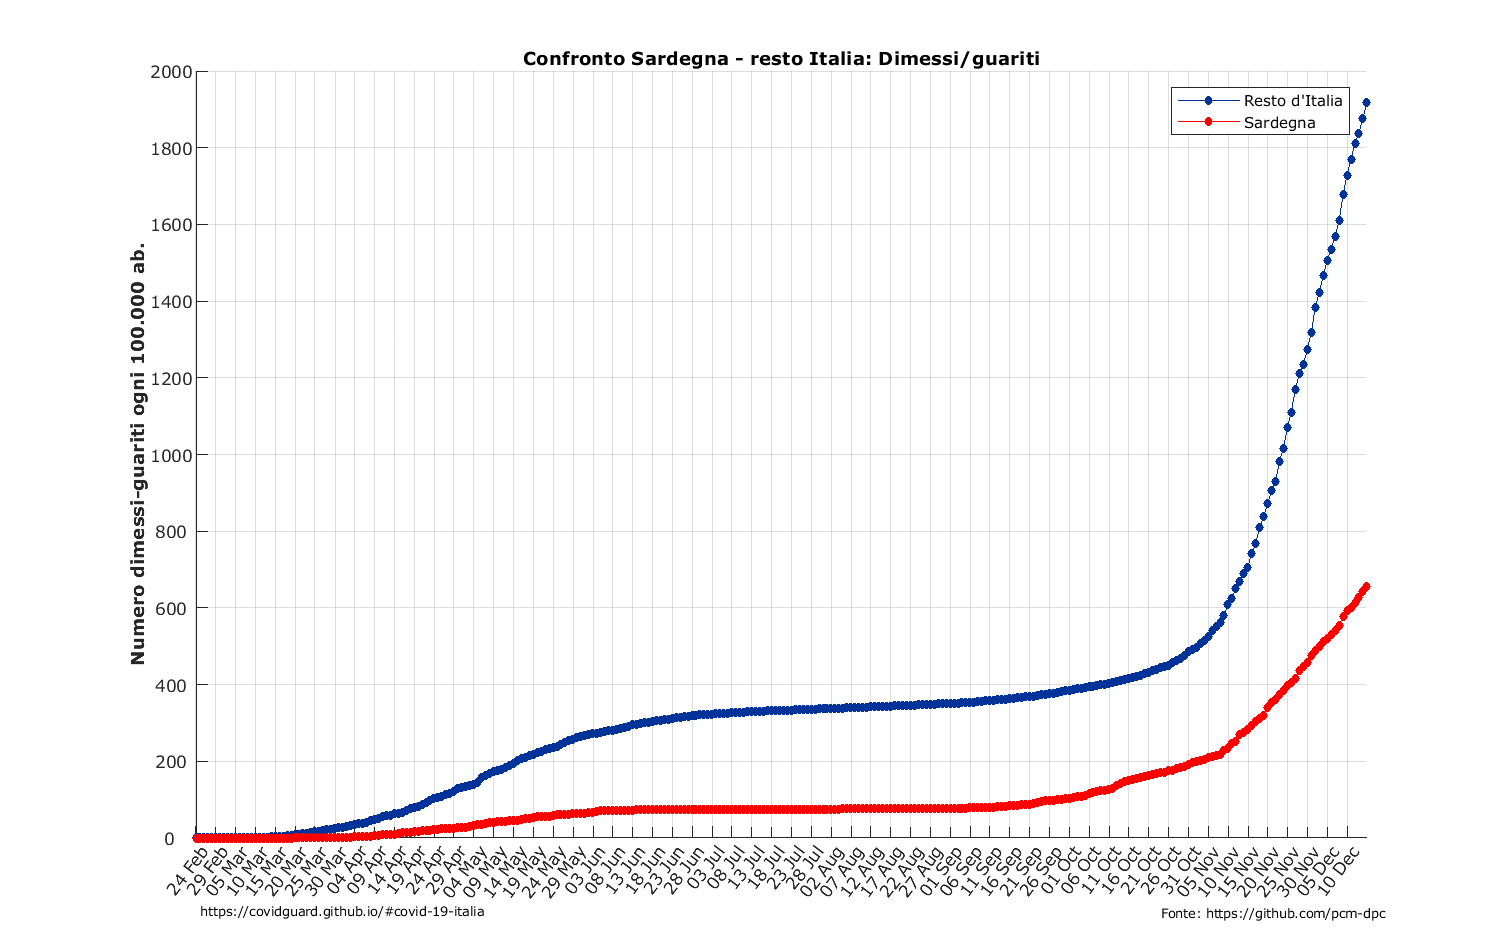 Confronto Sardegna - resto Italia: Dimessi/guariti
Resto d'Italia
Sardegna
Numero dimessi-guariti ogni 100.000 ab.
2000
1800
1600
1400
1200
1000
800
600
400
200
0
24 Feb
29 Feb
05 Mar
10 Mar
15 Mar
20 Mar
25 Mar
30 Mar
04 Apr
09 Apr
14 Apr
19 Apr
24 Apr
29 Apr
04 May
09 May
14 May
19 May
24 May
29 May
03 Jun
08 Jun
13 Jun
18 Jun
23 Jun
28 Jun
03 Jul
08 Jul
13 Jul
18 Jul
23 Jul
28 Jul
02 Aug
07 Aug
12 Aug
17 Aug
22 Aug
27 Aug
01 Sep
06 Sep
11 Sep
16 Sep
21 Sep
26 Sep
01 Oct
06 Oct
11 Oct
16 Oct
21 Oct
26 Oct
31 Oct
05 Nov
10 Nov
15 Nov
20 Nov
25 Nov
30 Nov
05 Dec
10 Dec
https://covidguard.github.io/#covid-19-italia
Fonte: https://github.com/pcm-dpc